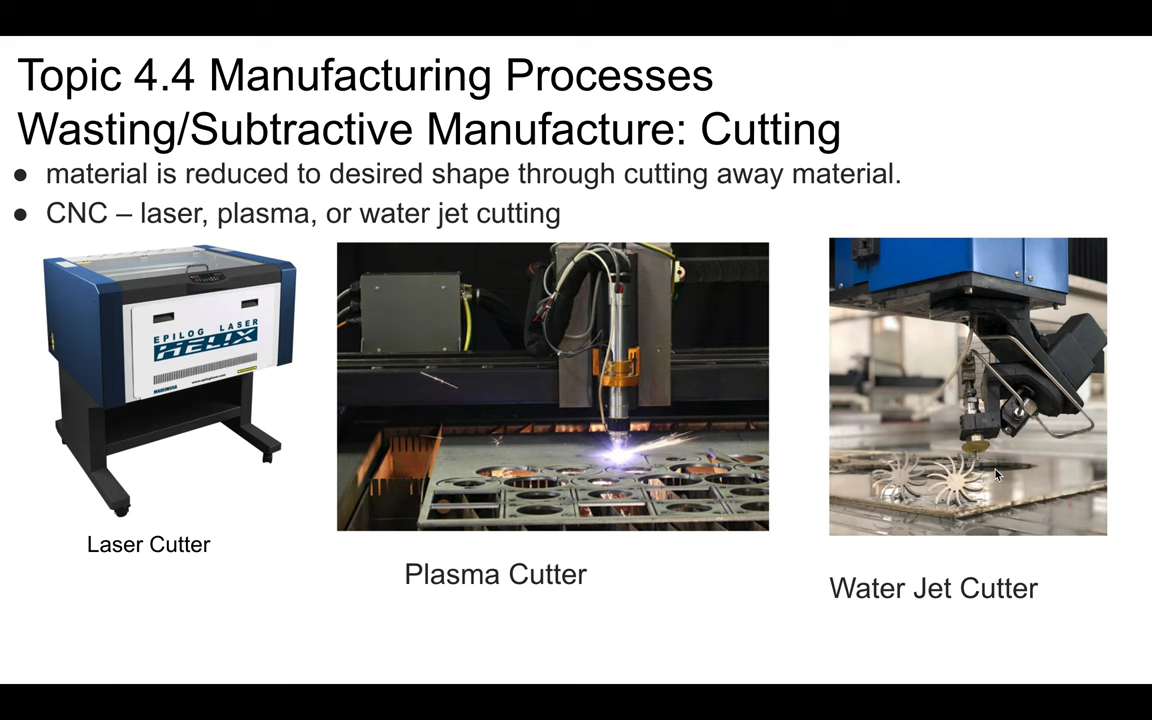 Topic 4.4 Manufacturing Processes
Wasting/Subtractive Manufacture: Cutting
● material is reduced to desired shape through cutting away material.
● CNC – laser, plasma, or water jet cutting
EPILOG LASER
HELIX
Laser Cutter
Plasma Cutter
Water Jet Cutter